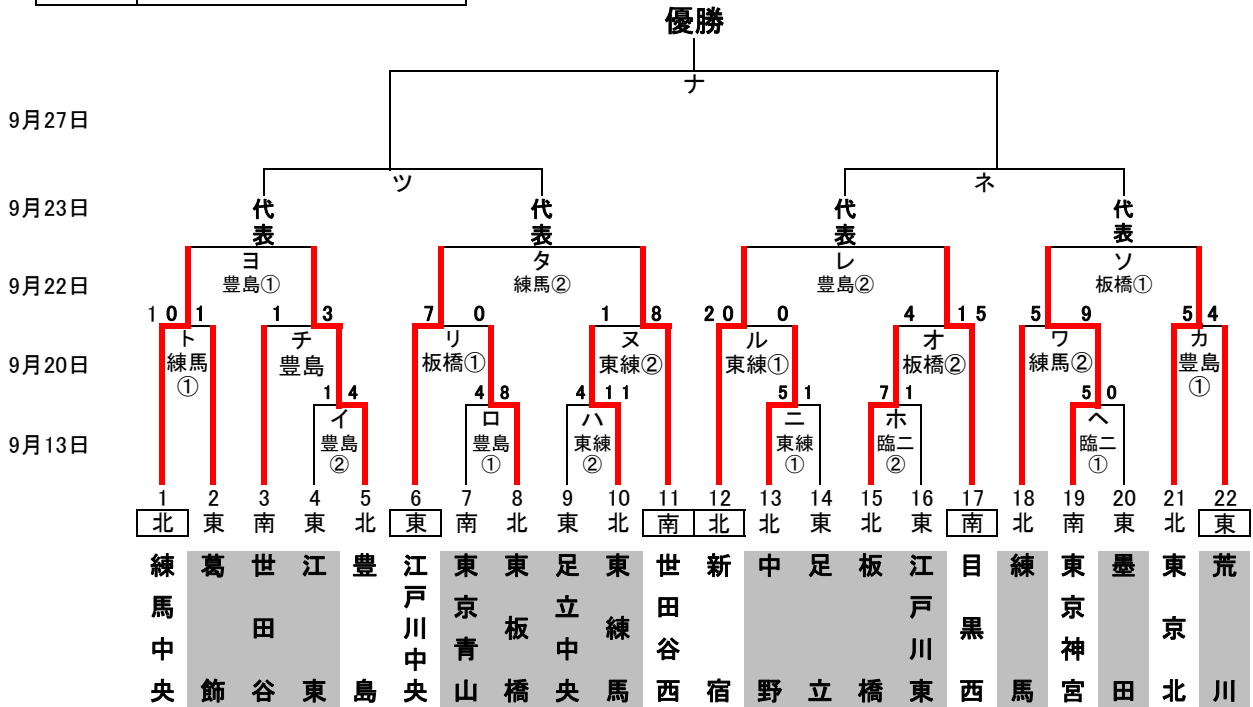 優勝
ナ
9月27日
ツ ネ
9月23日
代表 代表 代表 代表
ヨ タ レ ソ
9月22日
豊島① 練馬② 豊島② 板橋①
10 1 1 3 7 0 1 8 20 0 4 15 5 9 5 4
ト チ リ ヌ ル オ ワ カ
9月20日
練馬① 豊島 板橋① 東練② 東練① 板橋② 練馬② 豊島①
1 4 4 8 4 11 5 1 7 1 5 0
イ ロ ハ ニ ホ ヘ
9月13日
豊島② 豊島① 東練② 東練① 臨二② 臨二①
1 2 3 4 5 6 7 8 9 10 11 12 13 14 15 16 17 18 19 20 21 22
北 東 南 東 北 東 南 北 東 北 南 北 北 東 北 東 南 北 南 東 北 東
練馬中央
葛飾
世田谷
江東
豊島
江戸川中央
東京青山
東板橋
足立中央
東練馬
世田谷西
新宿
中野
足立
板橋
江戸川東
目黒西
練馬
東京神宮
墨田
東京北
荒川